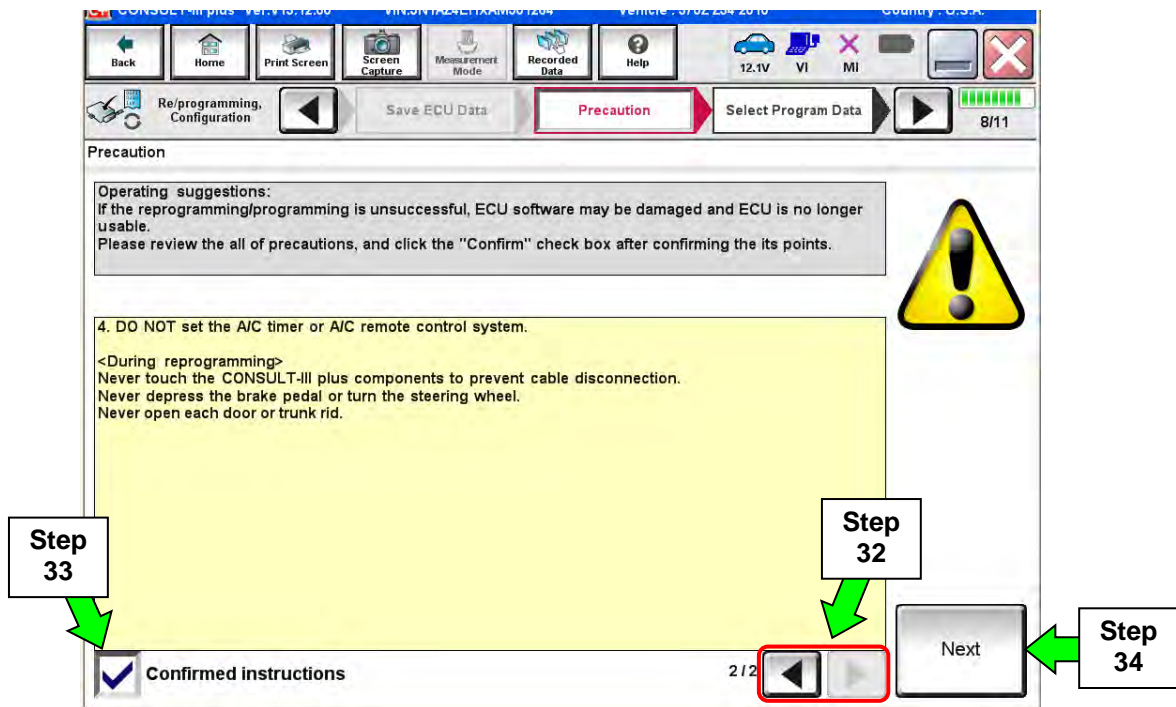 Back
Home
Print Screen
Screen
Capture
Measurement
Mode
Recorded
Data
Help
12.1V
VI
MI
Re/programming,
Configuration
Save ECU Data
Precaution
Select Program Data
8/11
Precaution
Operating suggestions:
If the reprogramming/programming is unsuccessful, ECU software may be damaged and ECU is no longer
usable.
Please review the all of precautions, and click the "Confirm" check box after confirming the its points.
4. DO NOT set the A/C timer or A/C remote control system.
<During reprogramming>
Never touch the CONSULT-III plus components to prevent cable disconnection.
Never depress the brake pedal or turn the steering wheel.
Never open each door or trunk rid.
Step
33
Step
32
Confirmed instructions
2/2
Next
Step
34